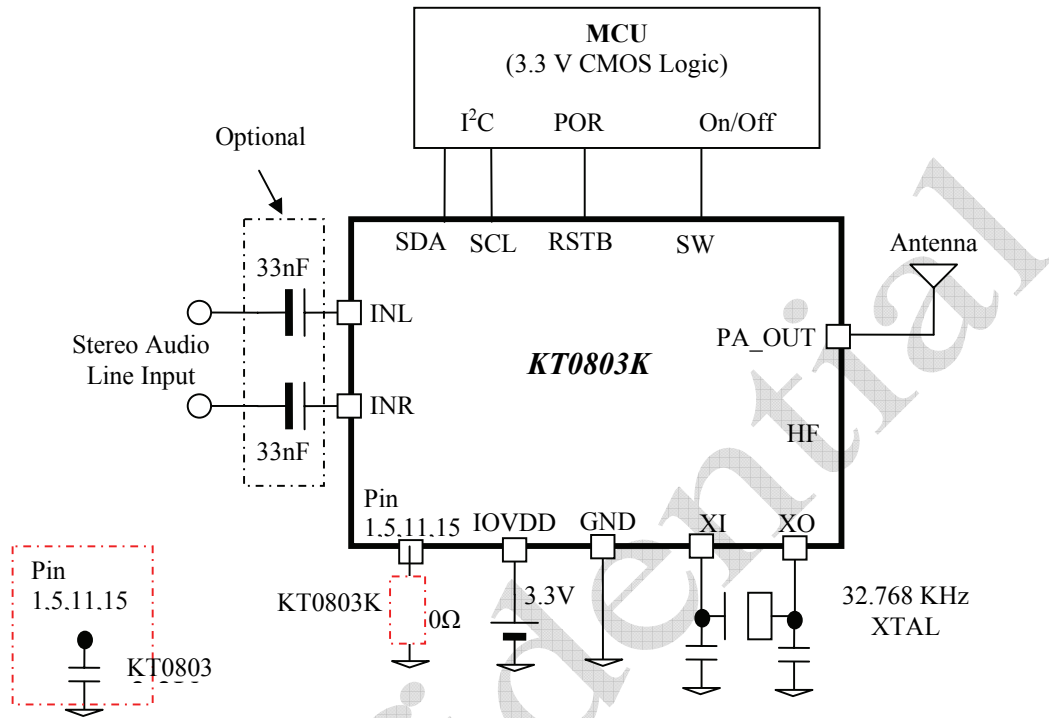 MCU
(3.3 V CMOS Logic)
I²C POR On/Off
Optional
SDA SCL RSTB SW
Antenna
33nF
INL
PA_OUT
Stereo Audio
Line Input
KT0803K
INR
HF
33nF
Pin
1,5,11,15
IOVDD GND XI XO
Pin
1,5,11,15
KT0803K
0Ω
3.3V
32.768 KHz
XTAL
KT0803
fidential